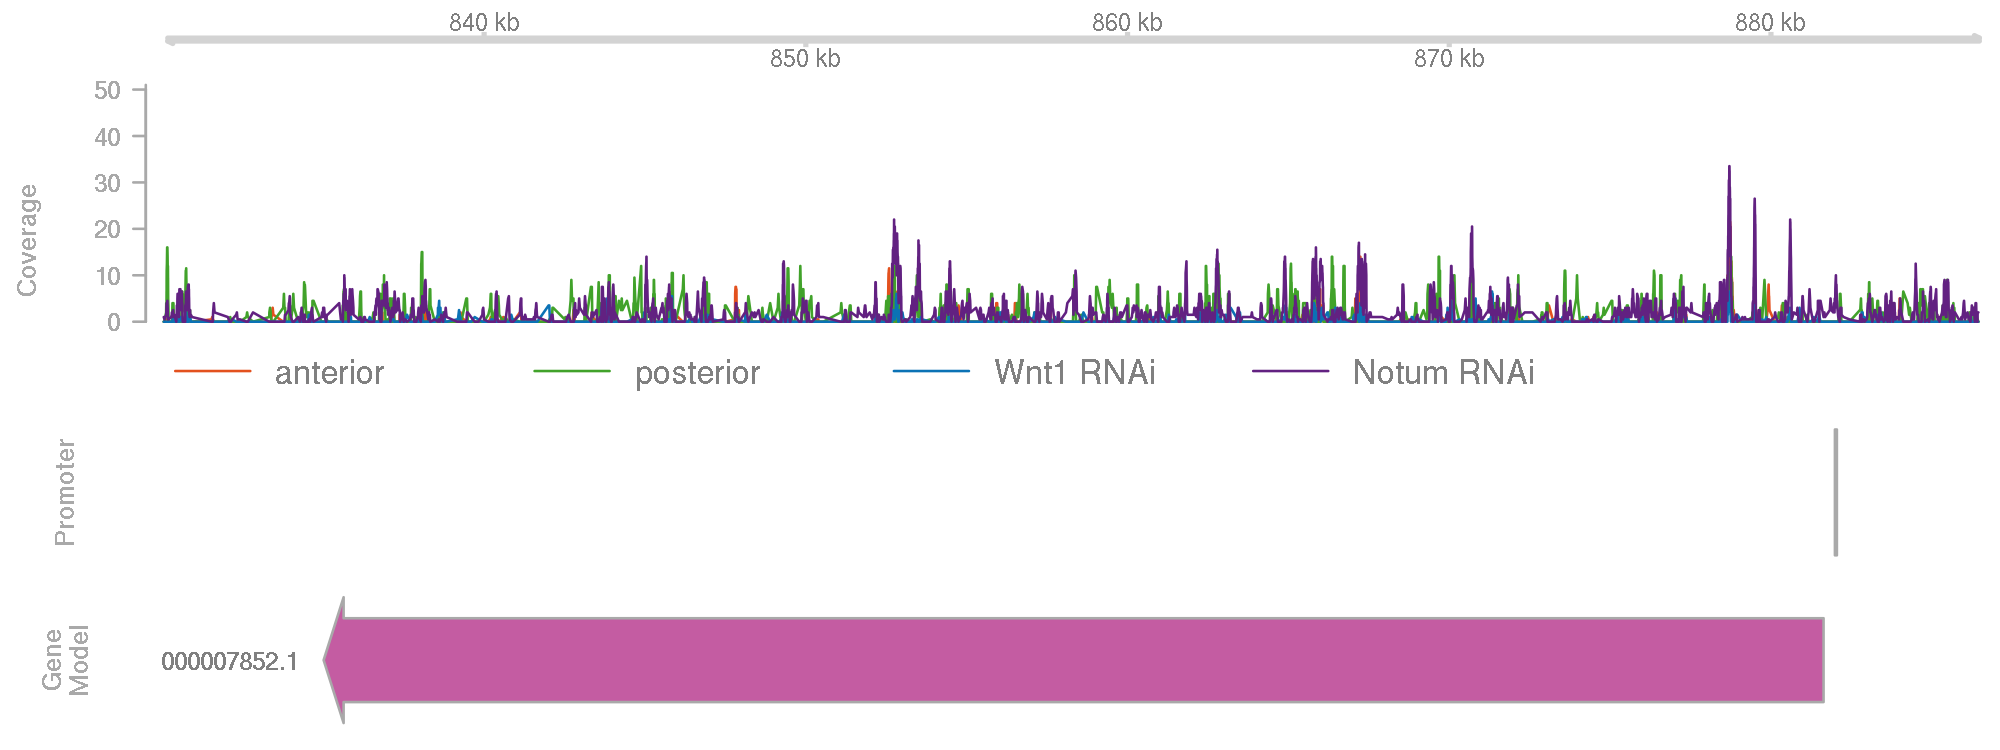 840 kb
860 kb
880 kb
850 kb
870 kb
50
40
30
20
10
0
Coverage
anterior
posterior
Wnt1 RNAi
Notum RNAi
Promoter
Gene
Model
000007852.1